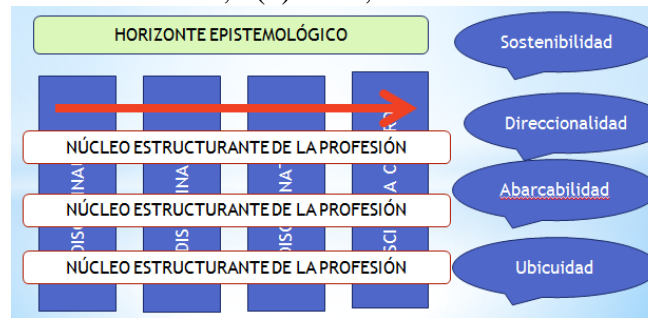 HORIZONTE EPISTEMOLÓGICO
Sostenibilidad
Direccionalidad
NÚCLEO ESTRUCTURANTE DE LA PROFESIÓN
Abarcabilidad
NÚCLEO ESTRUCTURANTE DE LA PROFESIÓN
NÚCLEO ESTRUCTURANTE DE LA PROFESIÓN
Ubicuidad